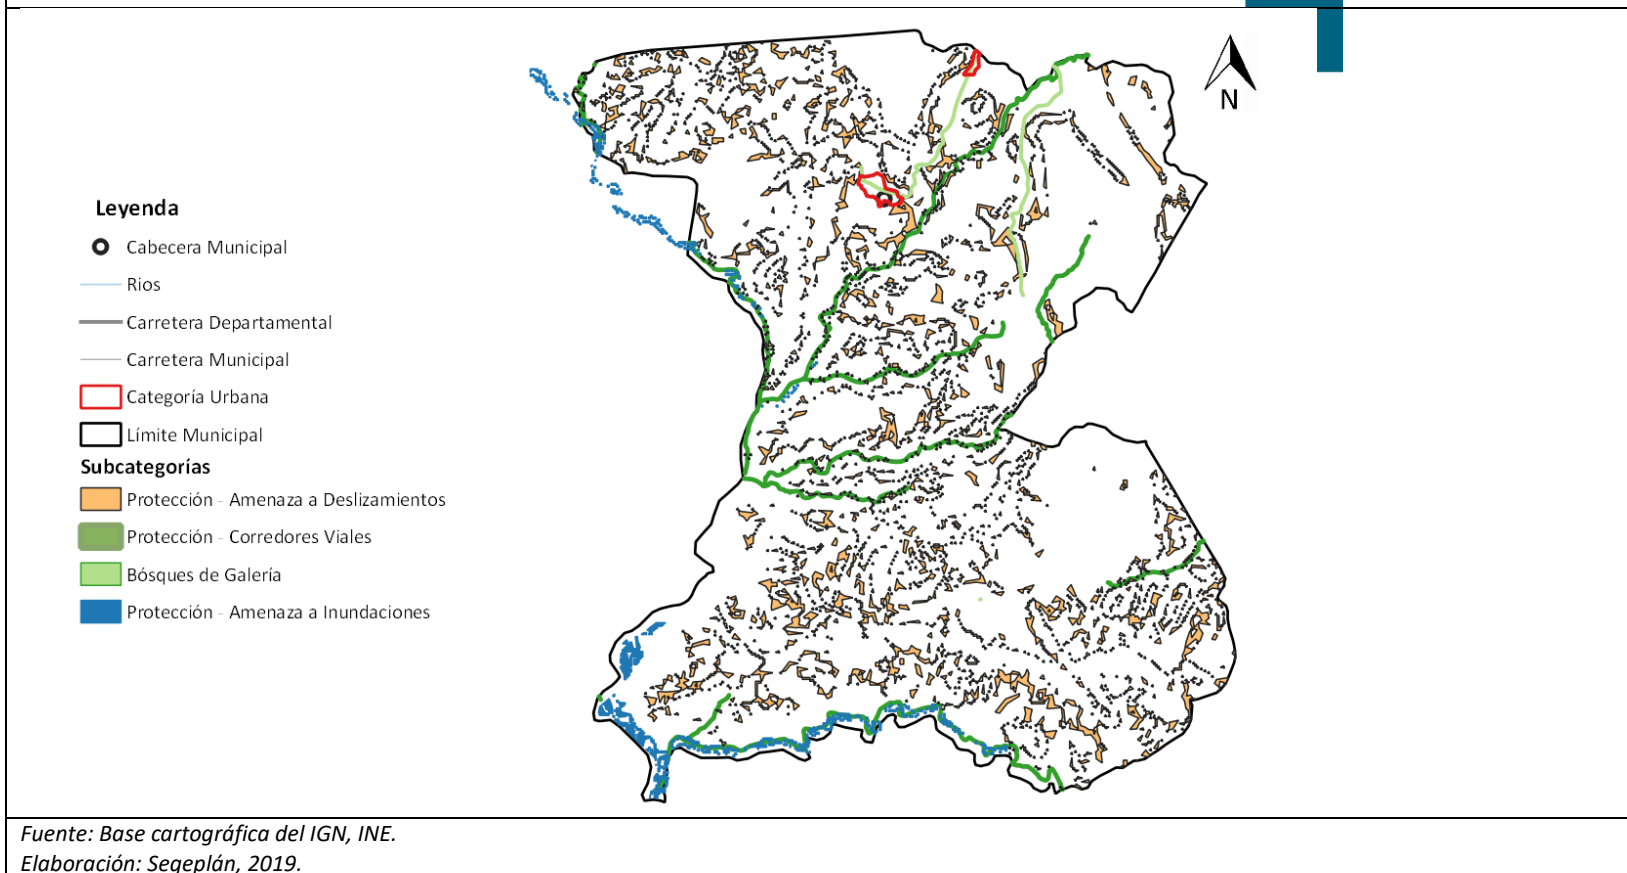 N
Leyenda
Cabecera Municipal
Rios
Carretera Departamental
Carretera Municipal
Categoría Urbana
Límite Municipal
Subcategorías
Protección - Amenaza a Deslizamientos
Protección - Corredores Viales
Bósques de Galería
Protección - Amenaza a Inundaciones
Fuente: Base cartográfica del IGN, INE.
Elaboración: Segeplán, 2019.